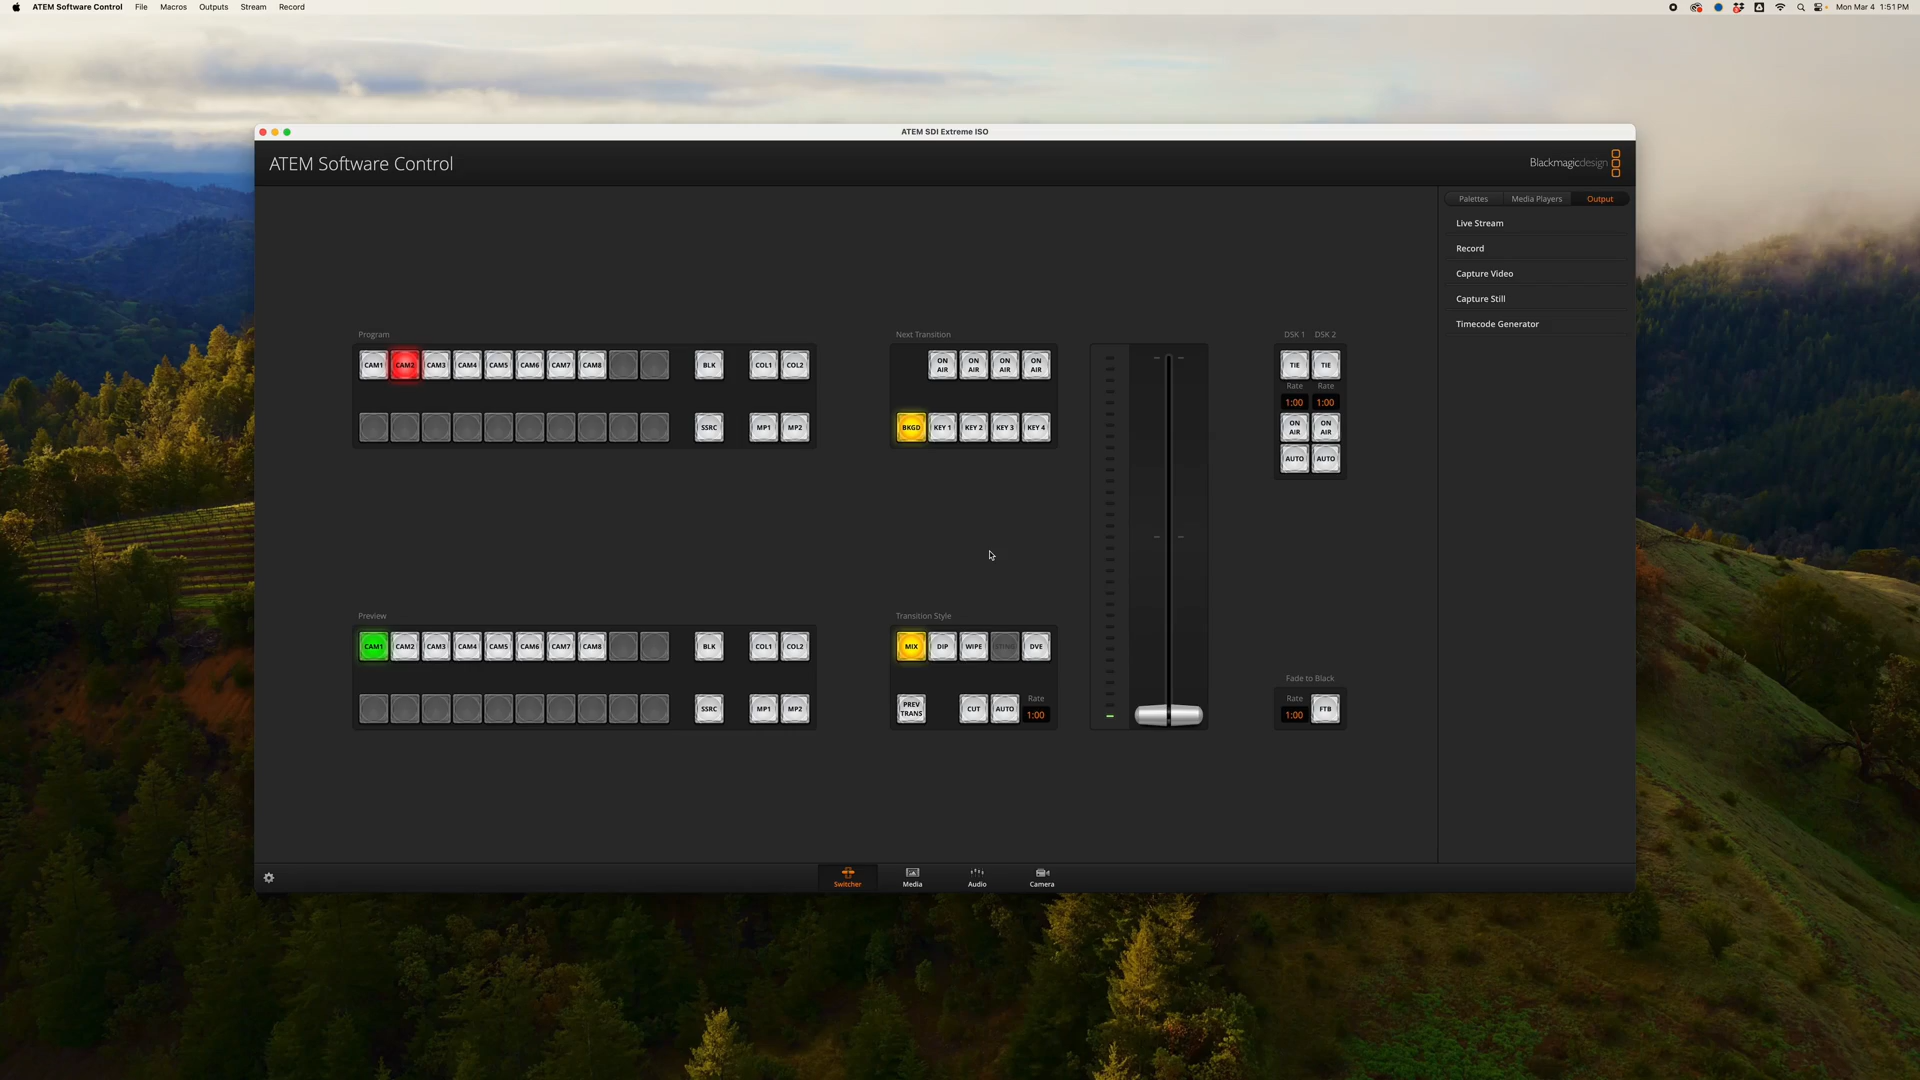 ATEM Software Control File Macros Outputs Stream Record Mon Mar 4 1:51 PM
ATEM SDI Extreme ISO
ATEM Software Control Blackmagicdesign
Palettes Media Players Output
Live Stream
Record
Capture Video
Capture Still
Timecode Generator
Program
CAM1 CAM2 CAM3 CAM4 CAM5 CAM6 CAM7 CAM8 BLK COL1 COL2
SSRC MP1 MP2
Next Transition
ON AIR ON AIR ON AIR ON AIR
BKGD KEY 1 KEY 2 KEY 3 KEY 4
DSK 1 DSK 2
TIE TIE
Rate Rate
1:00 1:00
ON AIR ON AIR
AUTO AUTO
Preview
CAM1 CAM2 CAM3 CAM4 CAM5 CAM6 CAM7 CAM8 BLK COL1 COL2
SSRC MP1 MP2
Transition Style
MIX DIP WIPE STING DVE
PREV TRANS CUT AUTO Rate 1:00
Fade to Black
Rate
1:00 FTB
Switcher Media Audio Camera